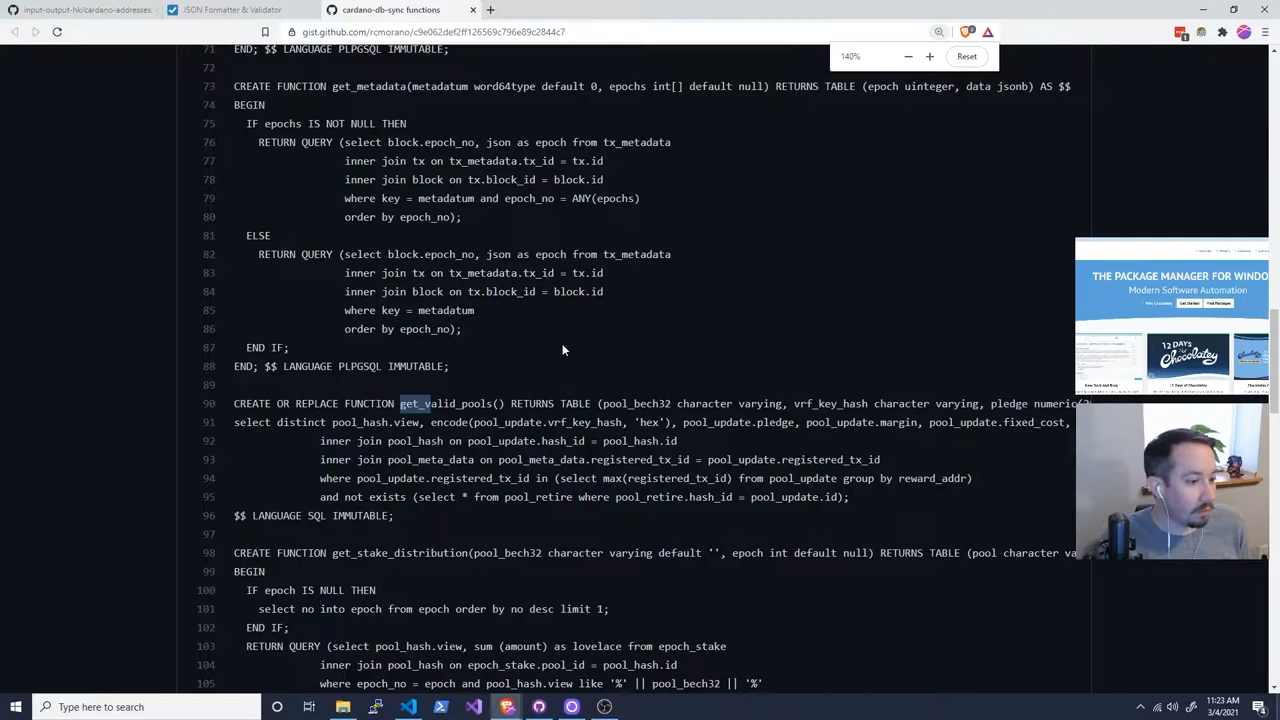 input-output-hk/cardano-addresses
JSON Formatter & Validator
cardano-db-sync functions
gist.github.com/rcmorano/c9e062def2ff126569c796e89c2844c7
140%
Reset
71 END; $$ LANGUAGE PLPGSQL IMMUTABLE;
72
73 CREATE FUNCTION get_metadata(metadatum word64type default 0, epochs int[] default null) RETURNS TABLE (epoch uinteger, data jsonb) AS $$
74 BEGIN
75 IF epochs IS NOT NULL THEN
76 RETURN QUERY (select block.epoch_no, json as epoch from tx_metadata
77 inner join tx on tx_metadata.tx_id = tx.id
78 inner join block on tx.block_id = block.id
79 where key = metadatum and epoch_no = ANY(epochs)
80 order by epoch_no);
81 ELSE
82 RETURN QUERY (select block.epoch_no, json as epoch from tx_metadata
83 inner join tx on tx_metadata.tx_id = tx.id
84 inner join block on tx.block_id = block.id
85 where key = metadatum
86 order by epoch_no);
87 END IF;
88 END; $$ LANGUAGE PLPGSQL IMMUTABLE;
89
90 CREATE OR REPLACE FUNCTION get_valid_pools() RETURNS TABLE (pool_bech32 character varying, vrf_key_hash character varying, pledge numeric(2
91 select distinct pool_hash.view, encode(pool_update.vrf_key_hash, 'hex'), pool_update.pledge, pool_update.margin, pool_update.fixed_cost,
92 inner join pool_hash on pool_update.hash_id = pool_hash.id
93 inner join pool_meta_data on pool_meta_data.registered_tx_id = pool_update.registered_tx_id
94 where pool_update.registered_tx_id in (select max(registered_tx_id) from pool_update group by reward_addr)
95 and not exists (select * from pool_retire where pool_retire.hash_id = pool_update.id);
96 $$ LANGUAGE SQL IMMUTABLE;
97
98 CREATE FUNCTION get_stake_distribution(pool_bech32 character varying default '', epoch int default null) RETURNS TABLE (pool character va
99 BEGIN
100 IF epoch IS NULL THEN
101 select no into epoch from epoch order by no desc limit 1;
102 END IF;
103 RETURN QUERY (select pool_hash.view, sum (amount) as lovelace from epoch_stake
104 inner join pool_hash on epoch_stake.pool_id = pool_hash.id
105 where epoch_no = epoch and pool_hash.view like '%' || pool_bech32 || '%'
THE PACKAGE MANAGER FOR WINDO
Modern Software Automation
12 DAYS
Chocolatey
12 Days of Chocolatey
Type here to search
11:23 AM
3/4/2021